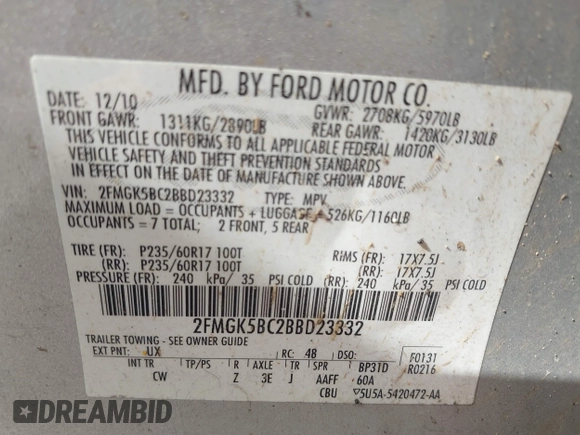 MFD. BY FORD MOTOR CO.
DATE: 12/10 GVWR: 2708KG/5970LB
FRONT GAWR: 1311KG/2890LB REAR GAWR: 1420KG/3130LB
THIS VEHICLE CONFORMS TO ALL APPLICABLE FEDERAL MOTOR
VEHICLE SAFETY AND THEFT PREVENTION STANDARDS
IN EFFECT ON THE DATE OF MANUFACTURE SHOWN ABOVE.
VIN: 2FMGK5BC2BBD23332 TYPE: MPV
MAXIMUM LOAD = OCCUPANTS + LUGGAGE = 526KG/1160LB
OCCUPANTS = 7 TOTAL; 2 FRONT, 5 REAR
TIRE (FR): P235/60R17 100T RIMS (FR): 17X7.5J
(RR): P235/60R17 100T (RR): 17X7.5J
PRESSURE (FR): 240 kPa/ 35 PSI COLD (RR): 240 kPa/ 35 PSI COLD
2FMGK5BC2BBD23332
TRAILER TOWING - SEE OWNER GUIDE
EXT PNT: UX RC: 48 DSO: F0131
INT TR TP/PS R AXLE TR SPR BP31D R0216
CW Z 3E J AAFF 60A
CBU 5U5A-5420472-AA
DREAMBID